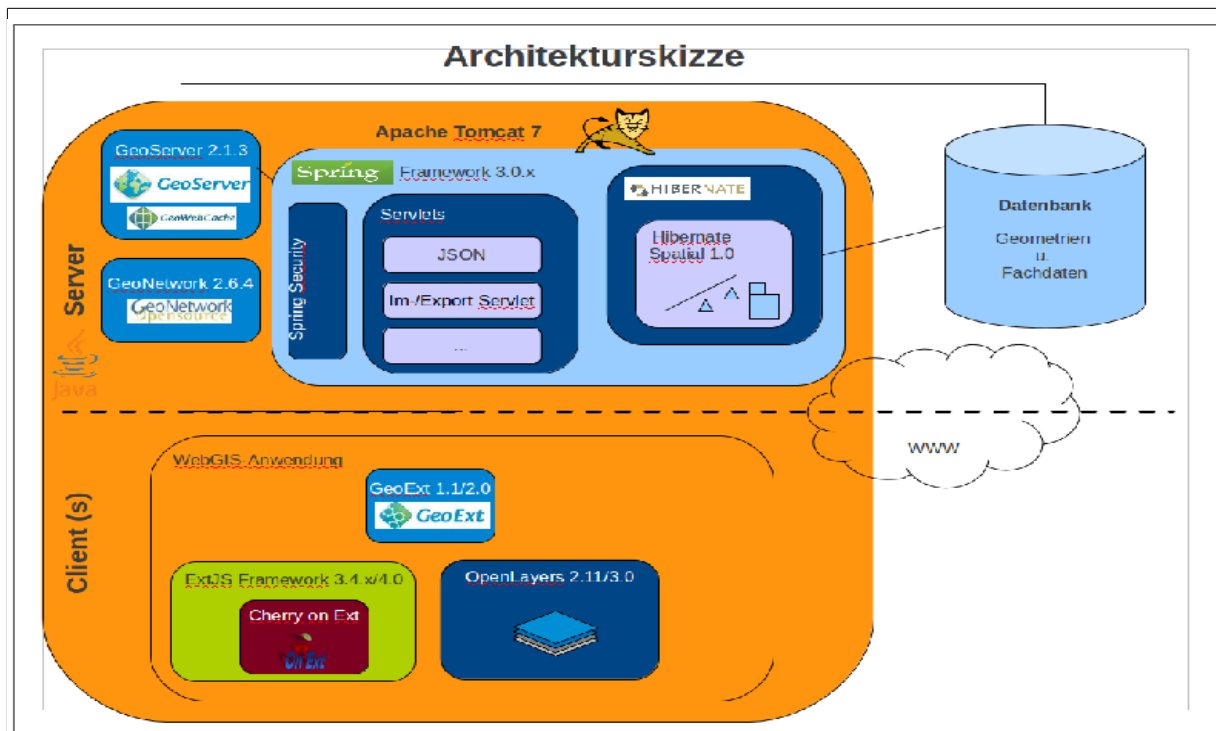 Architekturskizze
Apache Tomcat 7
GeoServer 2.1.3
GeoServer
GeoWebCache
GeoNetwork 2.6.4
GeoNetwork
Opensource
Server
Java
Spring
Framework 3.0.x
Spring Security
Servlets
JSON
Im-/Export Servlet
...
HIBERNATE
Hibernate
Spatial 1.0
Datenbank
Geometrien
u.
Fachdaten
www
Client (s)
WebGIS-Anwendung
GeoExt 1.1/2.0
GeoExt
ExtJS Framework 3.4.x/4.0
Cherry on Ext
On Ext
OpenLayers 2.11/3.0